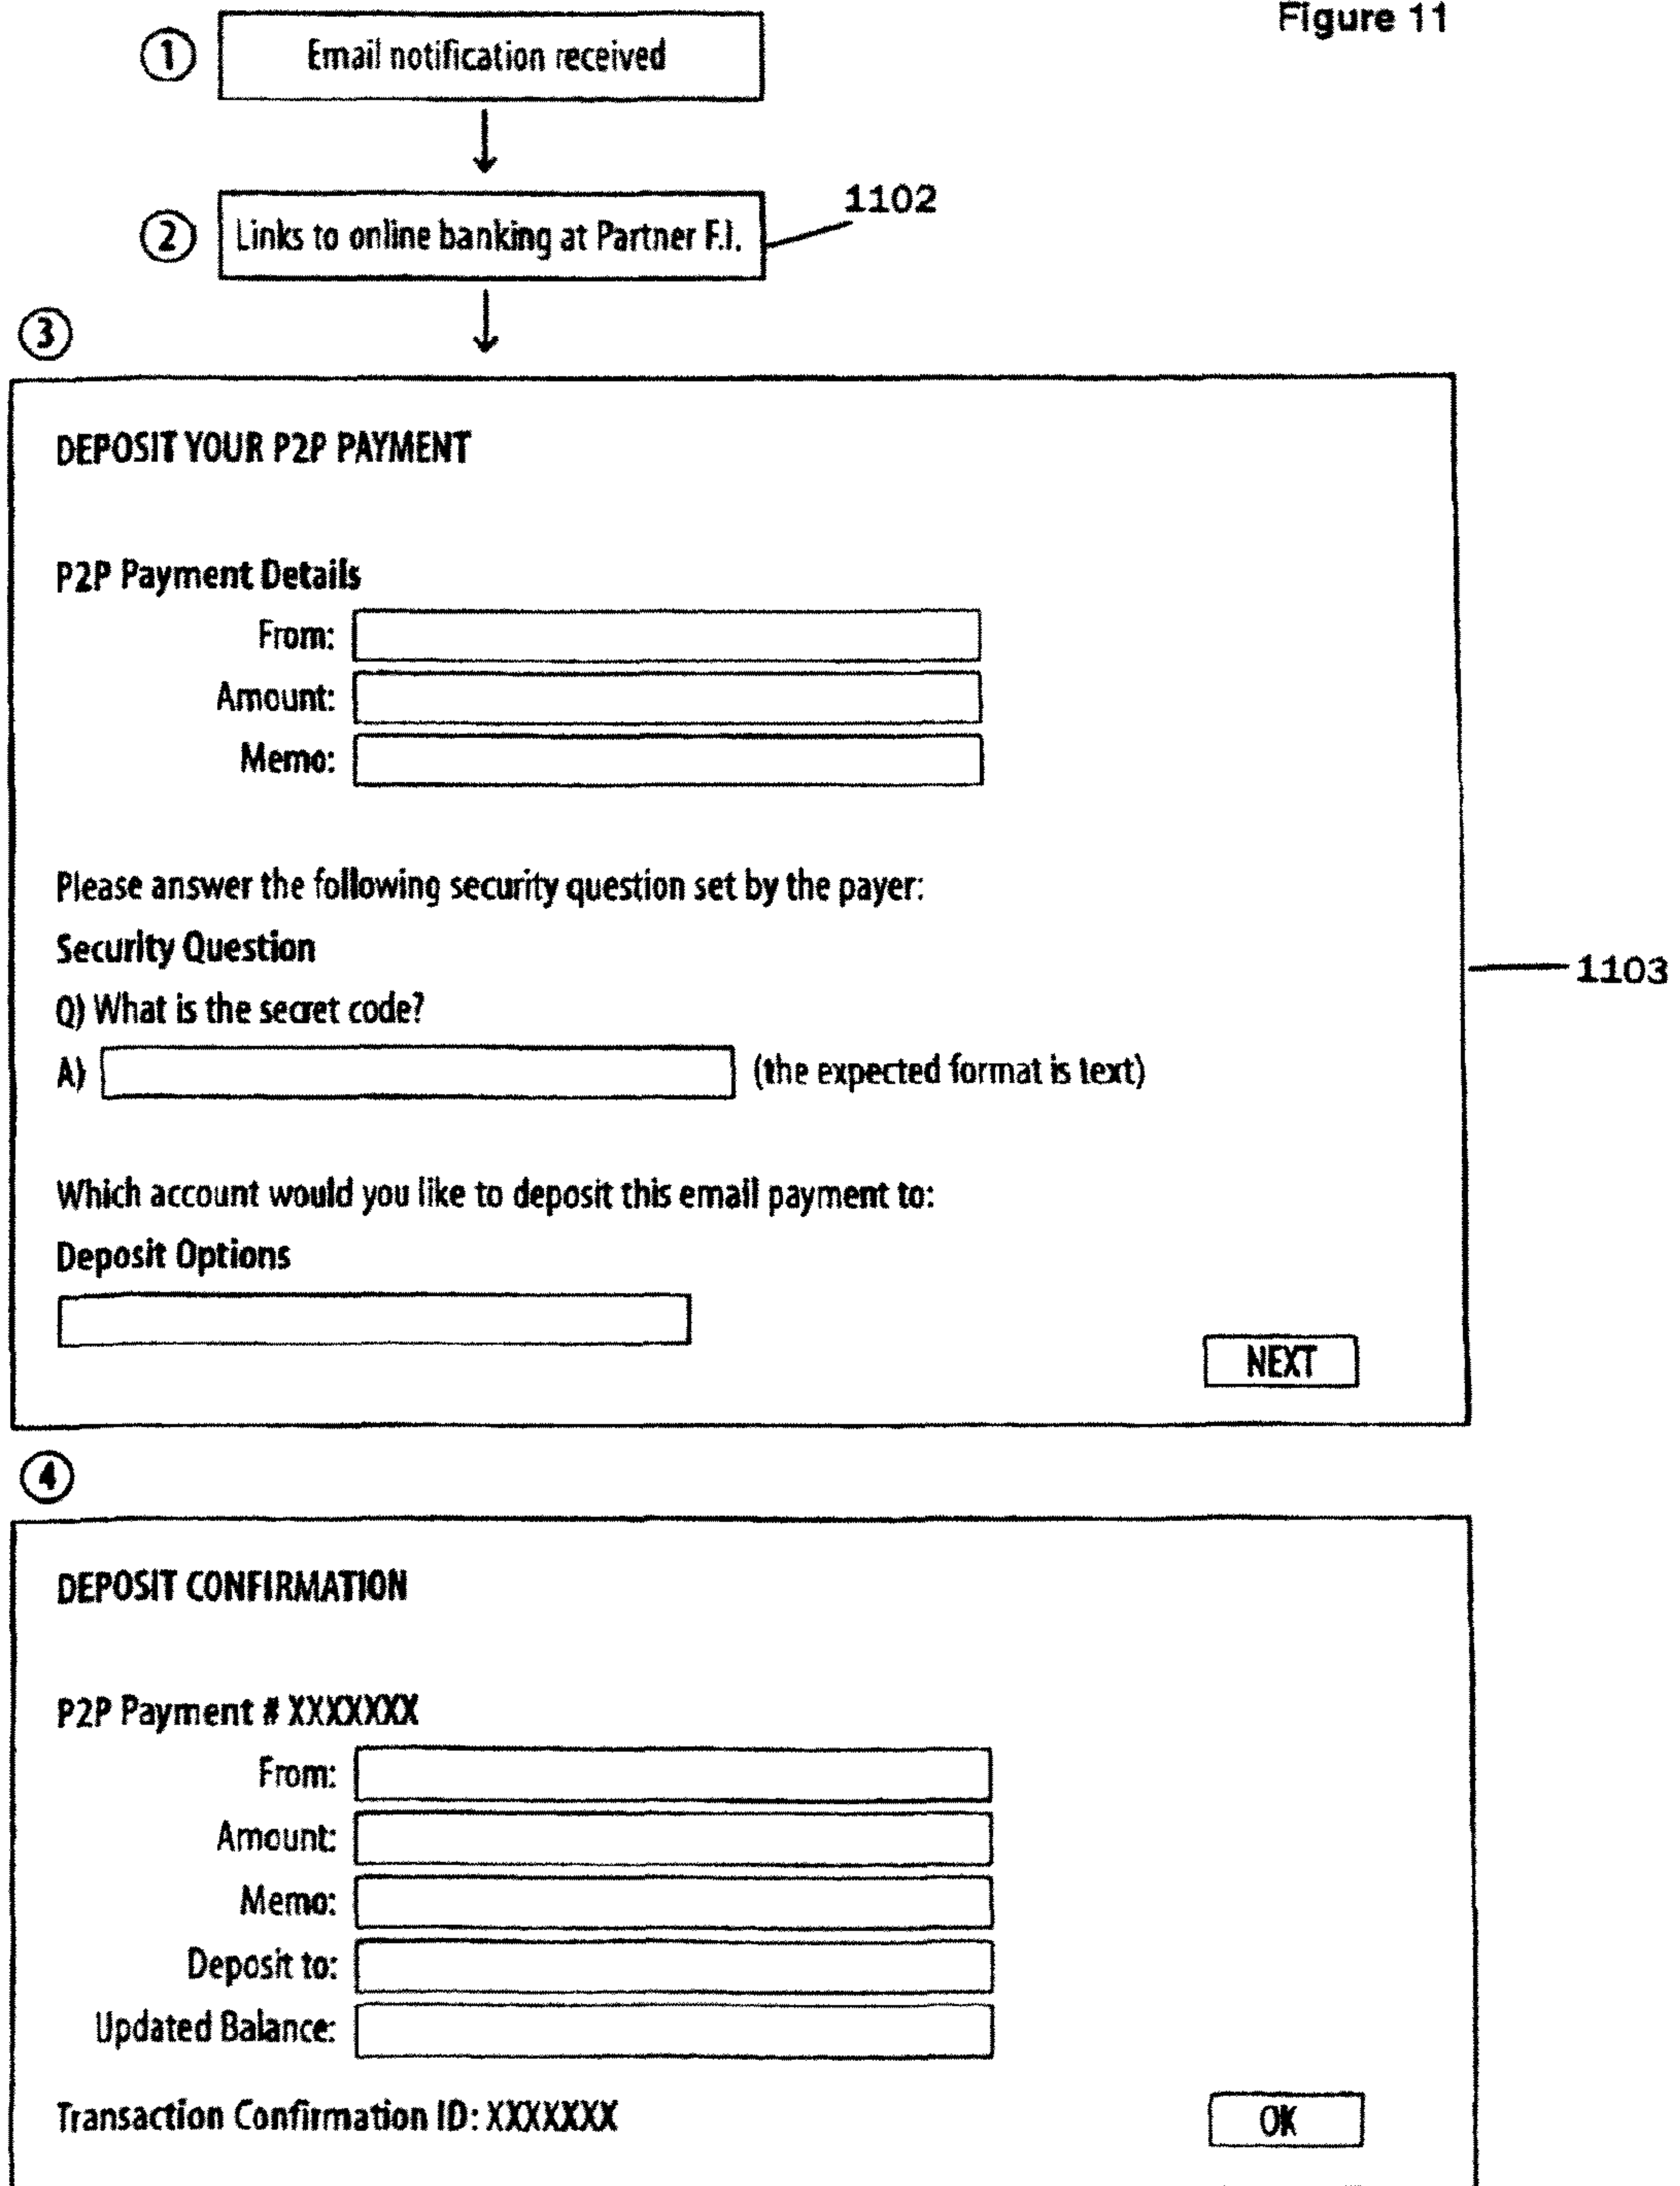 Figure 11
1 Email notification received
1102
2 Links to online banking at Partner F.I.
3
DEPOSIT YOUR P2P PAYMENT
P2P Payment Details
From:
Amount:
Memo:
Please answer the following security question set by the payer:
Security Question
1103
Q) What is the secret code?
A) (the expected format is text)
Which account would you like to deposit this email payment to:
Deposit Options
NEXT
4
DEPOSIT CONFIRMATION
P2P Payment # XXXXXXX
From:
Amount:
Memo:
Deposit to:
Updated Balance:
Transaction Confirmation ID: XXXXXXX
OK